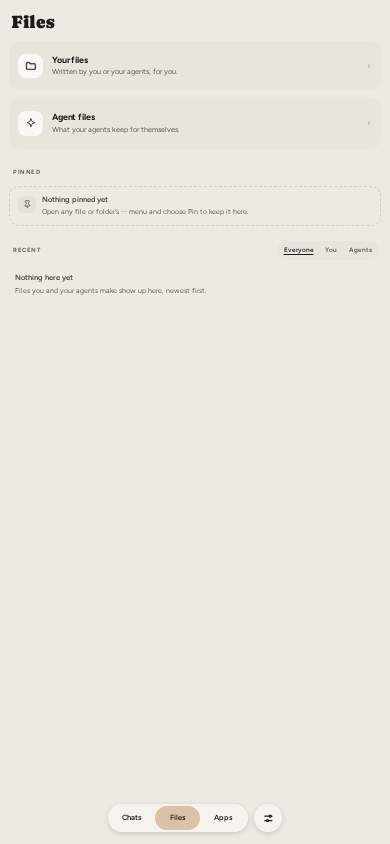 Files
Your files
Written by you or your agents, for you.
Agent files
What your agents keep for themselves.
PINNED
Nothing pinned yet
Open any file or folder's ··· menu and choose Pin to keep it here.
RECENT
Everyone You Agents
Nothing here yet
Files you and your agents make show up here, newest first.
Chats Files Apps